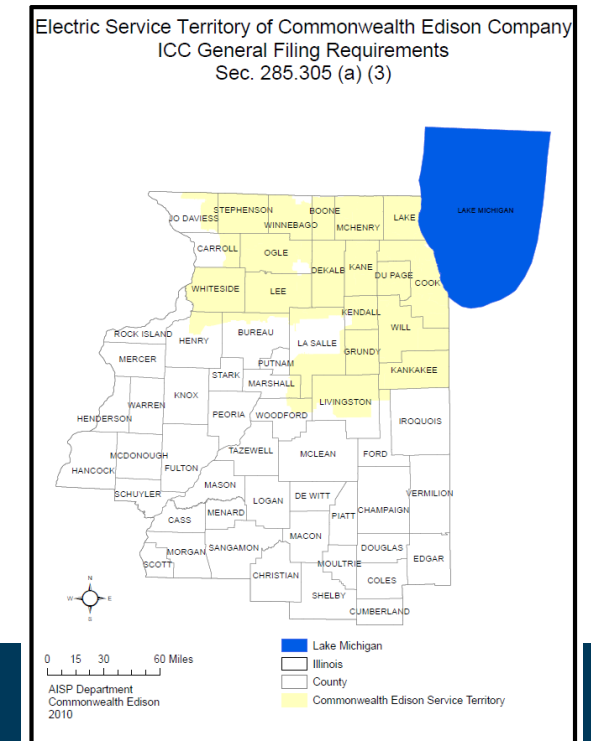 Electric Service Territory of Commonwealth Edison Company
ICC General Filing Requirements
Sec. 285.305 (a) (3)
LAKE MICHIGAN
JO DAVIESS
STEPHENSON
WINNEBAGO
BOONE
MCHENRY
LAKE
CARROLL
OGLE
DEKALB
KANE
DU PAGE
COOK
WHITESIDE
LEE
KENDALL
WILL
ROCK ISLAND
HENRY
BUREAU
LA SALLE
GRUNDY
MERCER
PUTNAM
KANKAKEE
STARK
MARSHALL
KNOX
LIVINGSTON
WARREN
HENDERSON
PEORIA
WOODFORD
IROQUOIS
MCDONOUGH
TAZEWELL
MCLEAN
FORD
HANCOCK
FULTON
MASON
SCHUYLER
LOGAN
DE WITT
VERMILION
CASS
MENARD
PIATT
CHAMPAIGN
MACON
MORGAN
SANGAMON
DOUGLAS
EDGAR
SCOTT
MOULTRIE
CHRISTIAN
COLES
SHELBY
CUMBERLAND
N
W
E
S
0 15 30 60 Miles
AISP Department
Commonwealth Edison
2010
Lake Michigan
Illinois
County
Commonwealth Edison Service Territory